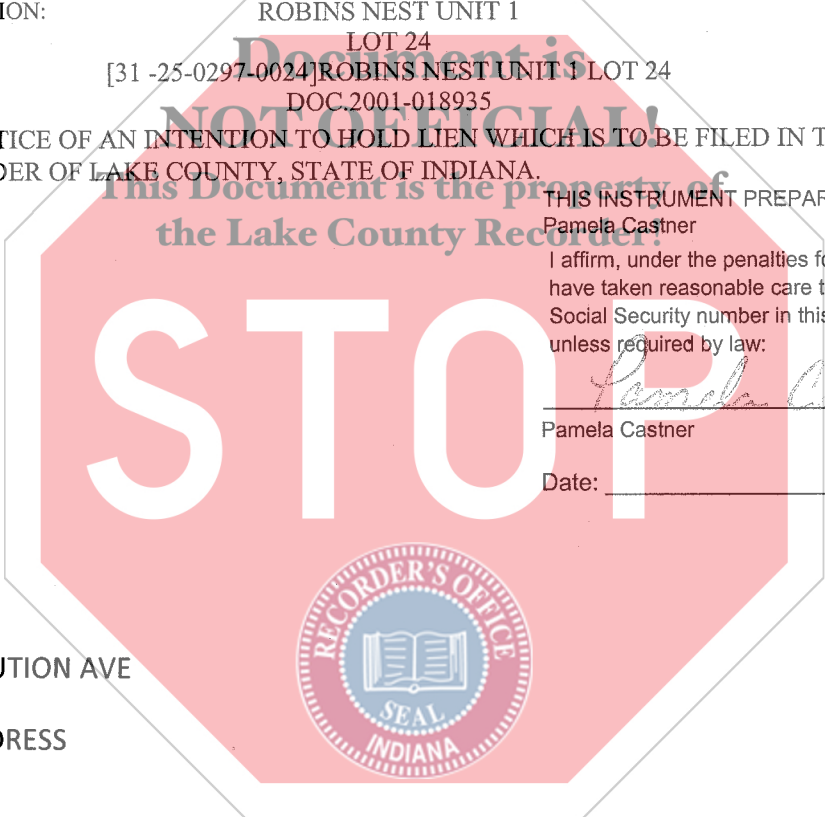 ION: ROBINS NEST UNIT 1
LOT 24
[31 -25-0297-0024]ROBINS NEST UNIT 1 LOT 24
DOC.2001-018935
Document is
NOT OFFICIAL!
This Document is the property of
the Lake County Recorder!
TICE OF AN INTENTION TO HOLD LIEN WHICH IS TO BE FILED IN T
DER OF LAKE COUNTY, STATE OF INDIANA.
THIS INSTRUMENT PREPAR
Pamela Castner
I affirm, under the penalties fo
have taken reasonable care t
Social Security number in this
unless required by law:
Pamela C
Pamela Castner
Date:
STOP
RECORDER'S OFFICE
SEAL
INDIANA
UTION AVE
DRESS